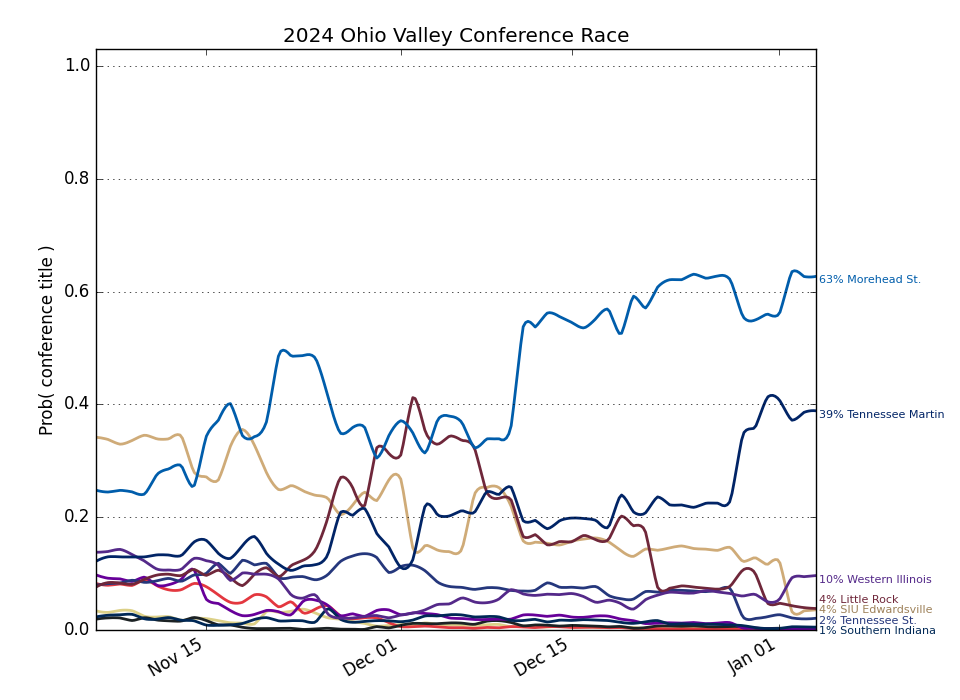 2024 Ohio Valley Conference Race
Prob( conference title )
1.0
0.8
0.6
0.4
0.2
0.0
Nov 15
Dec 01
Dec 15
Jan 01
63% Morehead St.
39% Tennessee Martin
10% Western Illinois
4% Little Rock
4% SIU Edwardsville
2% Tennessee St.
1% Southern Indiana